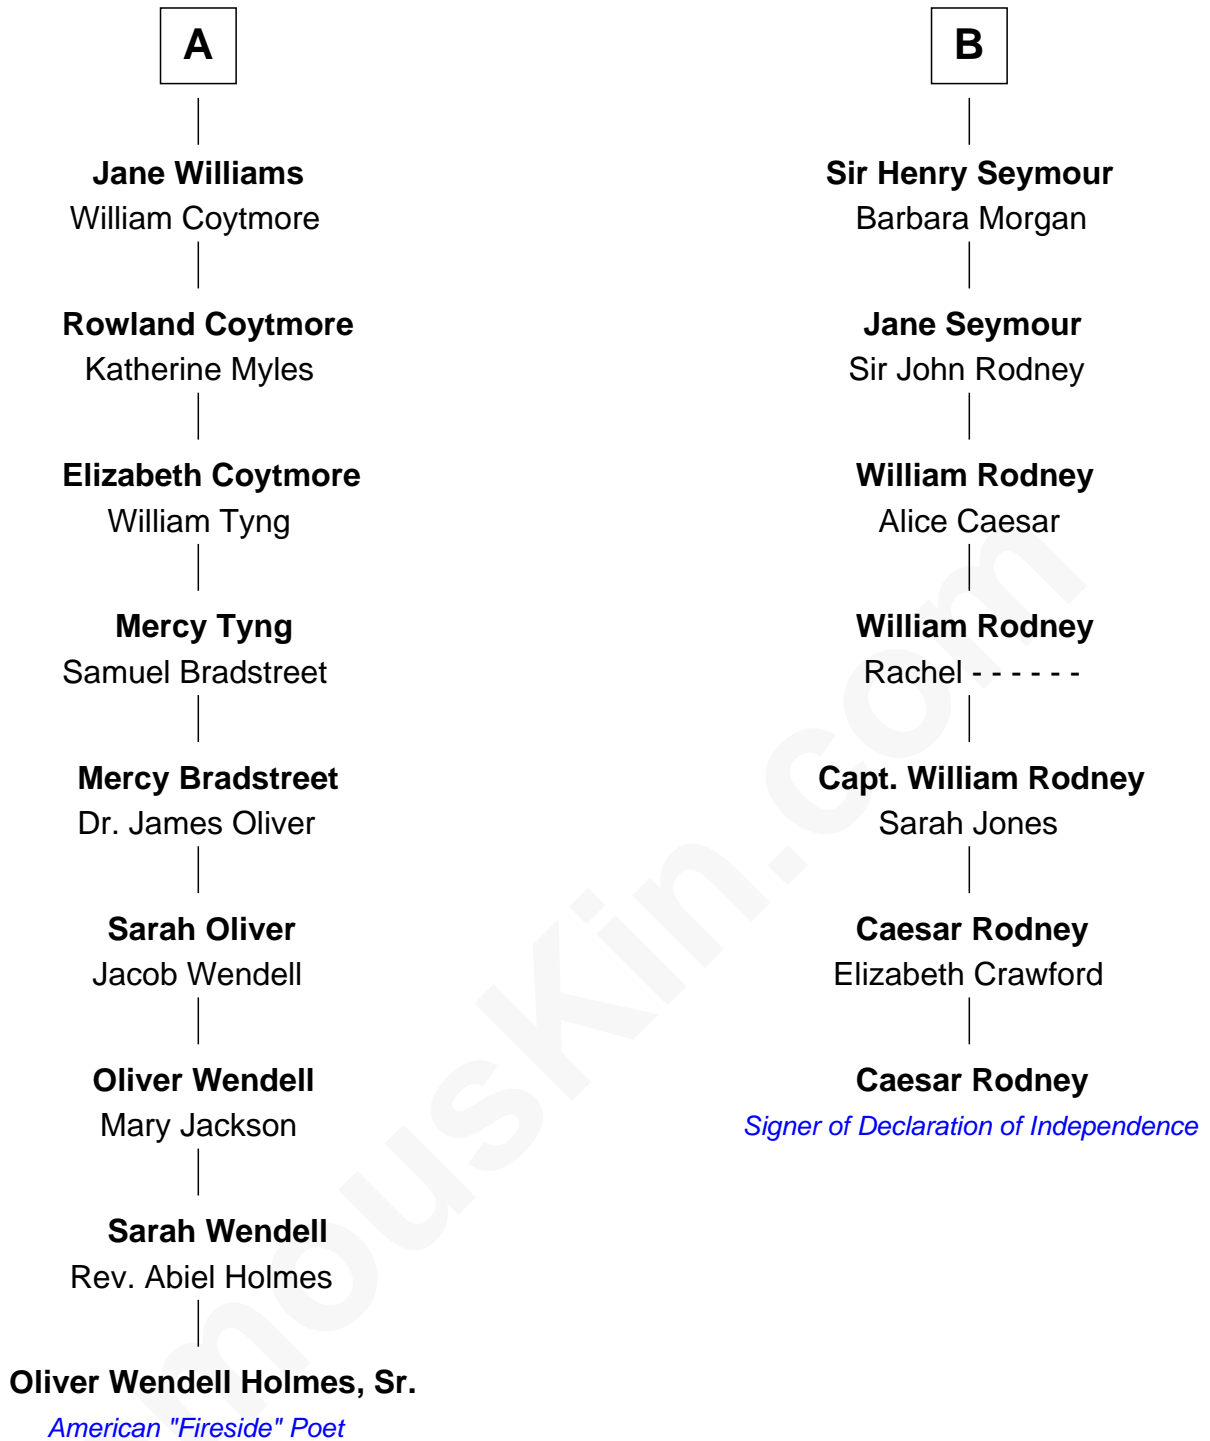 A
Jane Williams
William Coytmore
Rowland Coytmore
Katherine Myles
Elizabeth Coytmore
William Tyng
Mercy Tyng
Samuel Bradstreet
Mercy Bradstreet
Dr. James Oliver
Sarah Oliver
Jacob Wendell
Oliver Wendell
Mary Jackson
Sarah Wendell
Rev. Abiel Holmes
Oliver Wendell Holmes, Sr.
American "Fireside" Poet
B
Sir Henry Seymour
Barbara Morgan
Jane Seymour
Sir John Rodney
William Rodney
Alice Caesar
William Rodney
Rachel - - - - - -
Capt. William Rodney
Sarah Jones
Caesar Rodney
Elizabeth Crawford
Caesar Rodney
Signer of Declaration of Independence
mouskin.com